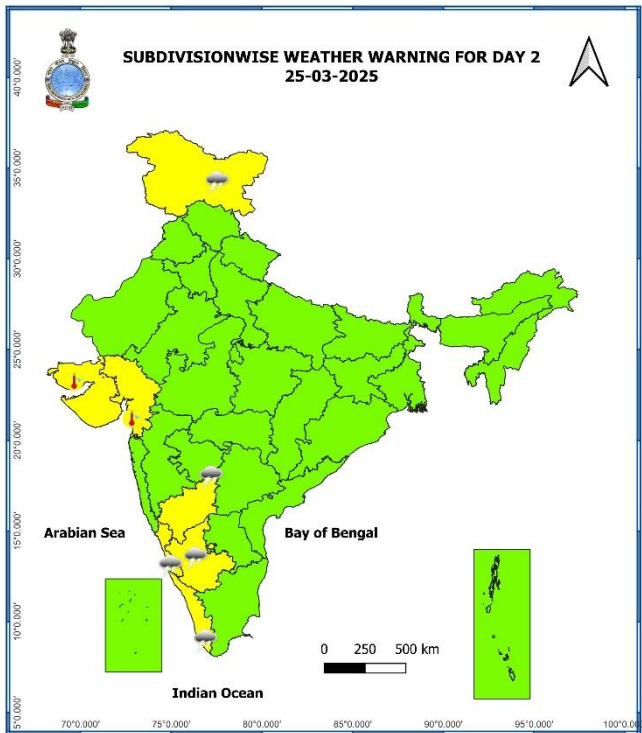 SUBDIVISIONWISE WEATHER WARNING FOR DAY 2
25-03-2025
40°0.000'
35°0.000'
30°0.000'
25°0.000'
20°0.000'
15°0.000'
10°0.000'
5°0.000'
Arabian Sea
Bay of Bengal
0 250 500 km
Indian Ocean
70°0.000' 75°0.000' 80°0.000' 85°0.000' 90°0.000' 95°0.000' 100°0.000'